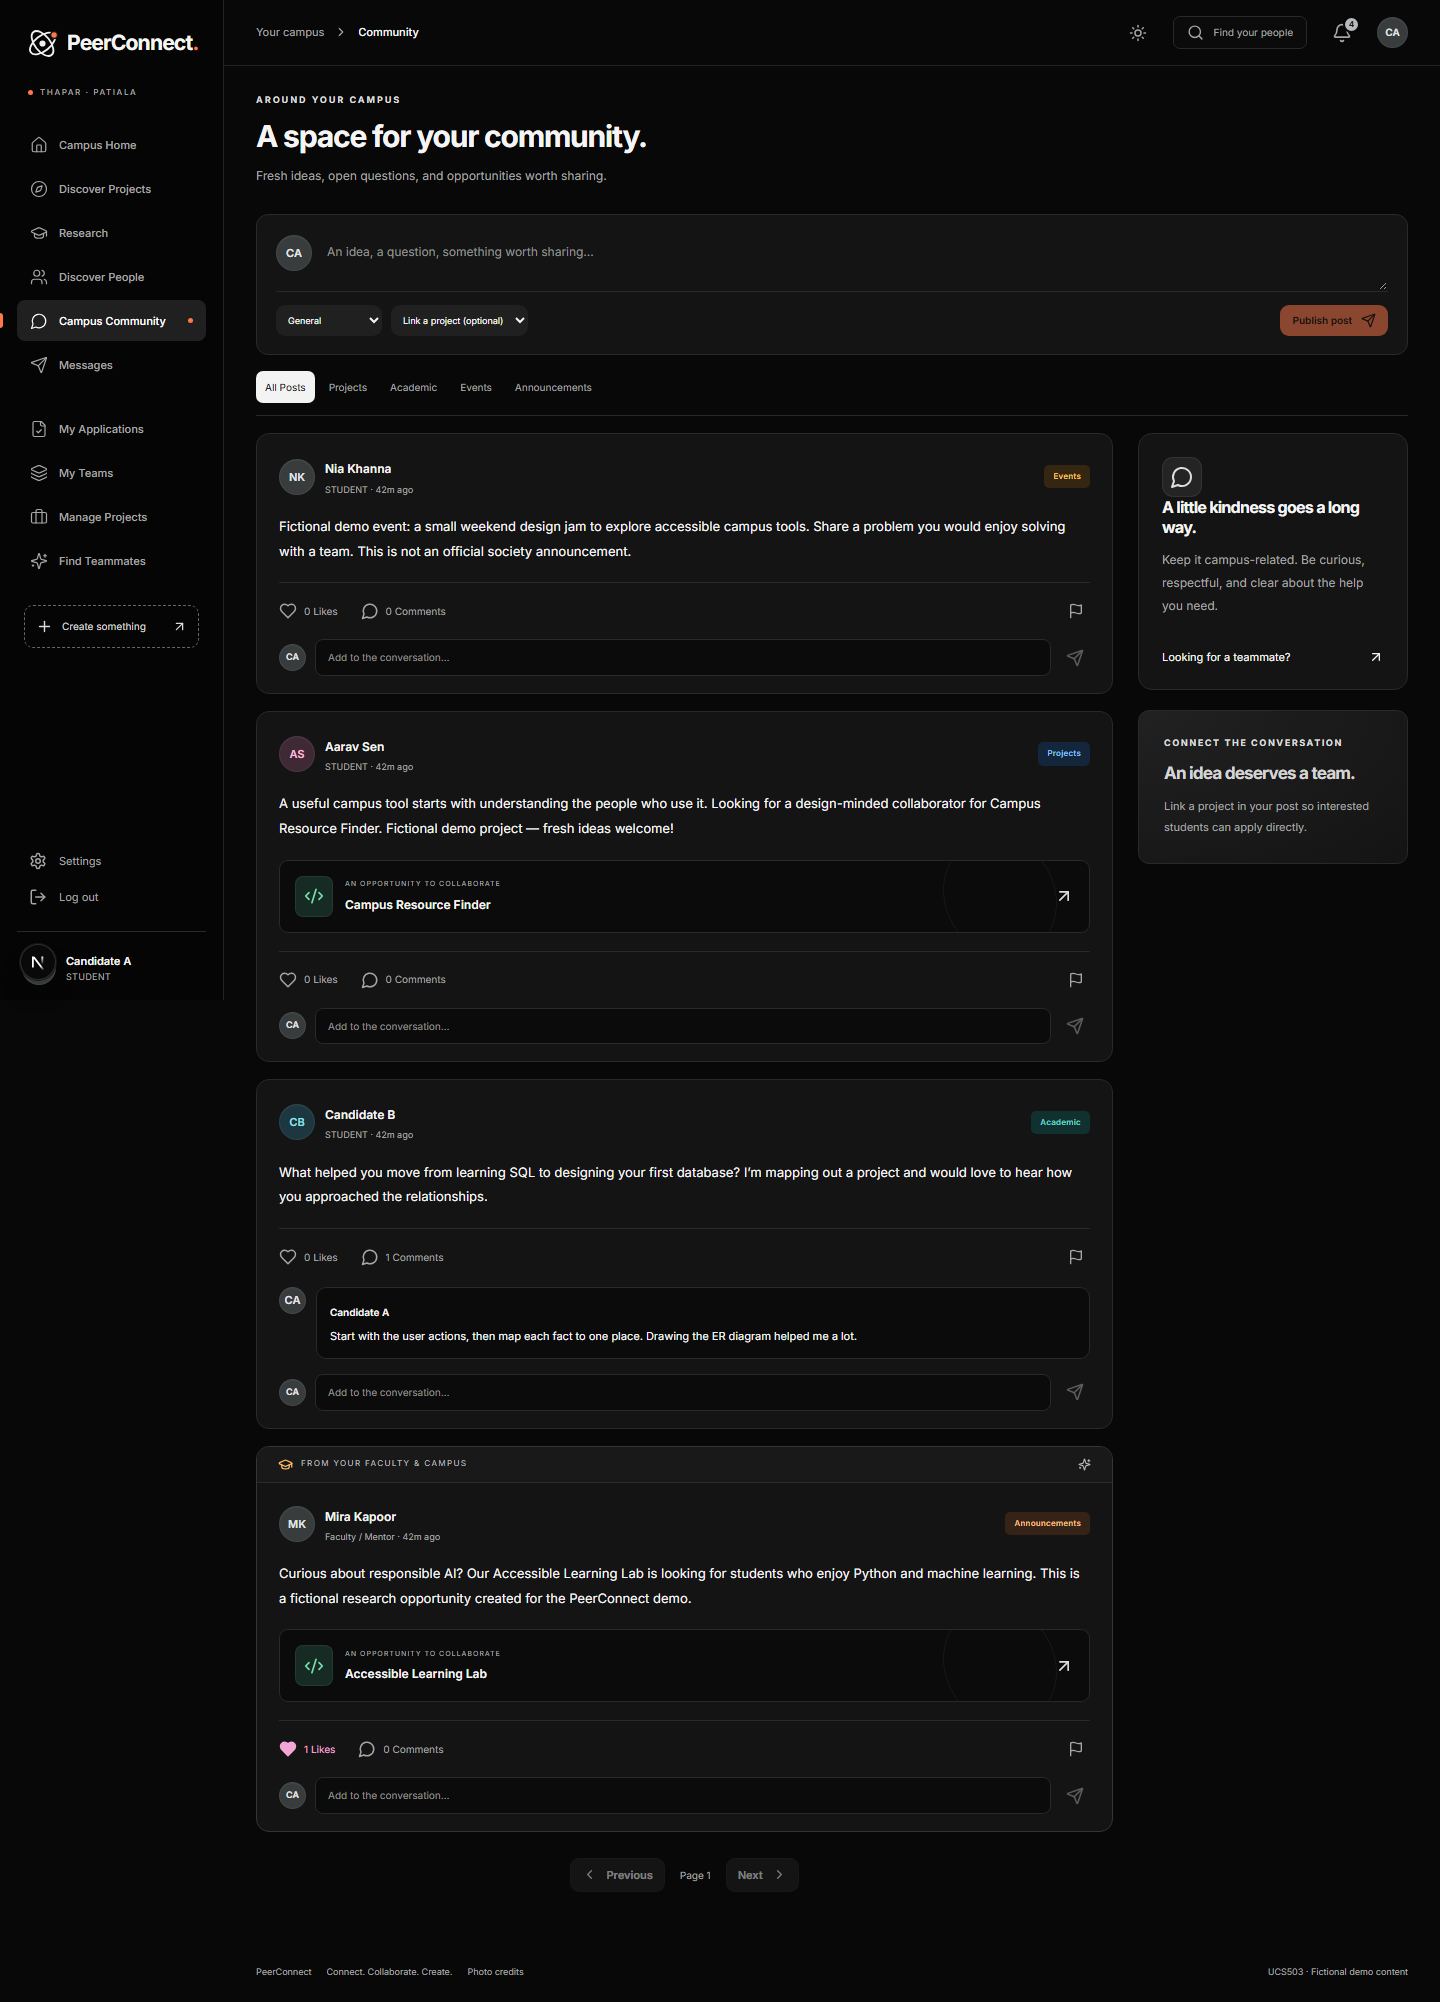 PeerConnect.
THAPAR · PATIALA
Campus Home
Discover Projects
Research
Discover People
Campus Community
Messages
My Applications
My Teams
Manage Projects
Find Teammates
Create something
Settings
Log out
N
Candidate A
STUDENT
Your campus
Community
Find your people
4
CA
AROUND YOUR CAMPUS
A space for your community.
Fresh ideas, open questions, and opportunities worth sharing.
CA
An idea, a question, something worth sharing...
General
Link a project (optional)
Publish post
All Posts
Projects
Academic
Events
Announcements
NK
Nia Khanna
STUDENT · 42m ago
Events
Fictional demo event: a small weekend design jam to explore accessible campus tools. Share a problem you would enjoy solving
with a team. This is not an official society announcement.
0 Likes
0 Comments
CA
Add to the conversation...
AS
Aarav Sen
STUDENT · 42m ago
Projects
A useful campus tool starts with understanding the people who use it. Looking for a design-minded collaborator for Campus
Resource Finder. Fictional demo project — fresh ideas welcome!
AN OPPORTUNITY TO COLLABORATE
Campus Resource Finder
0 Likes
0 Comments
CA
Add to the conversation...
CB
Candidate B
STUDENT · 42m ago
Academic
What helped you move from learning SQL to designing your first database? I'm mapping out a project and would love to hear how
you approached the relationships.
0 Likes
1 Comments
CA
Candidate A
Start with the user actions, then map each fact to one place. Drawing the ER diagram helped me a lot.
CA
Add to the conversation...
FROM YOUR FACULTY & CAMPUS
MK
Mira Kapoor
Faculty / Mentor · 42m ago
Announcements
Curious about responsible AI? Our Accessible Learning Lab is looking for students who enjoy Python and machine learning. This is
a fictional research opportunity created for the PeerConnect demo.
AN OPPORTUNITY TO COLLABORATE
Accessible Learning Lab
1 Likes
0 Comments
CA
Add to the conversation...
Previous
Page 1
Next
A little kindness goes a long
way.
Keep it campus-related. Be curious,
respectful, and clear about the help
you need.
Looking for a teammate?
CONNECT THE CONVERSATION
An idea deserves a team.
Link a project in your post so interested
students can apply directly.
PeerConnect
Connect. Collaborate. Create.
Photo credits
UCS503 · Fictional demo content